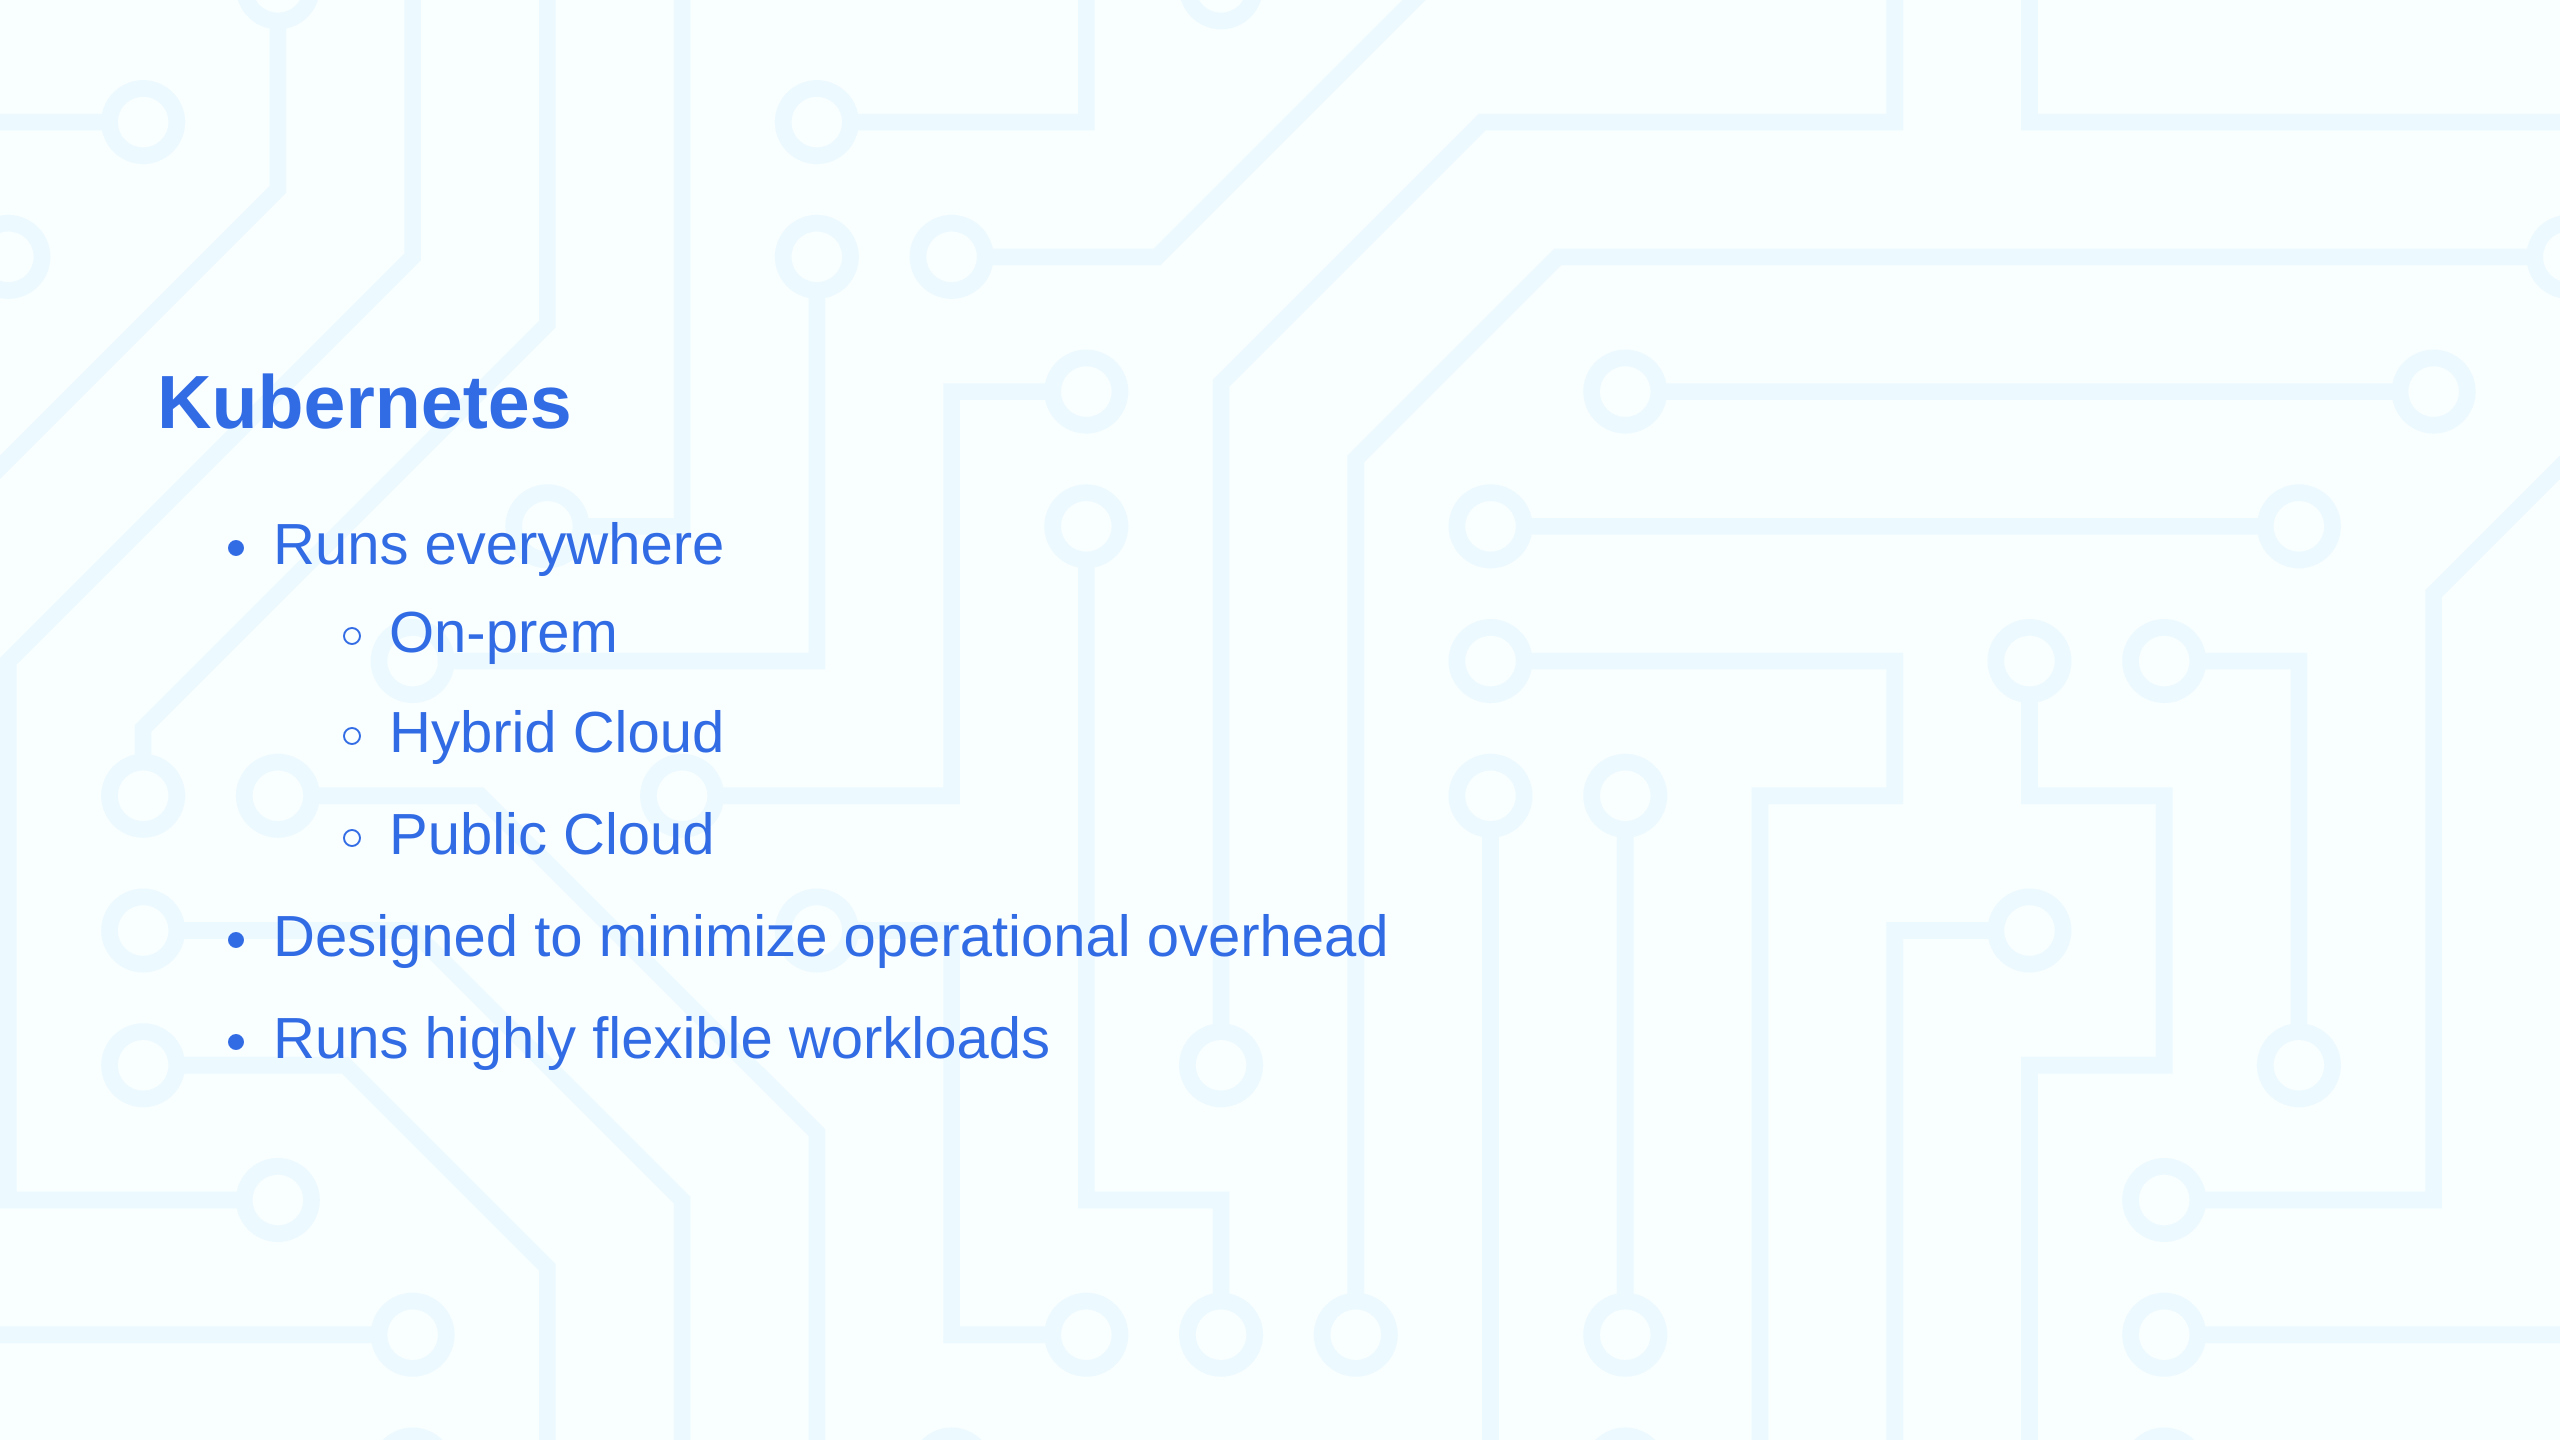 Kubernetes
Runs everywhere
On-prem
Hybrid Cloud
Public Cloud
Designed to minimize operational overhead
Runs highly flexible workloads